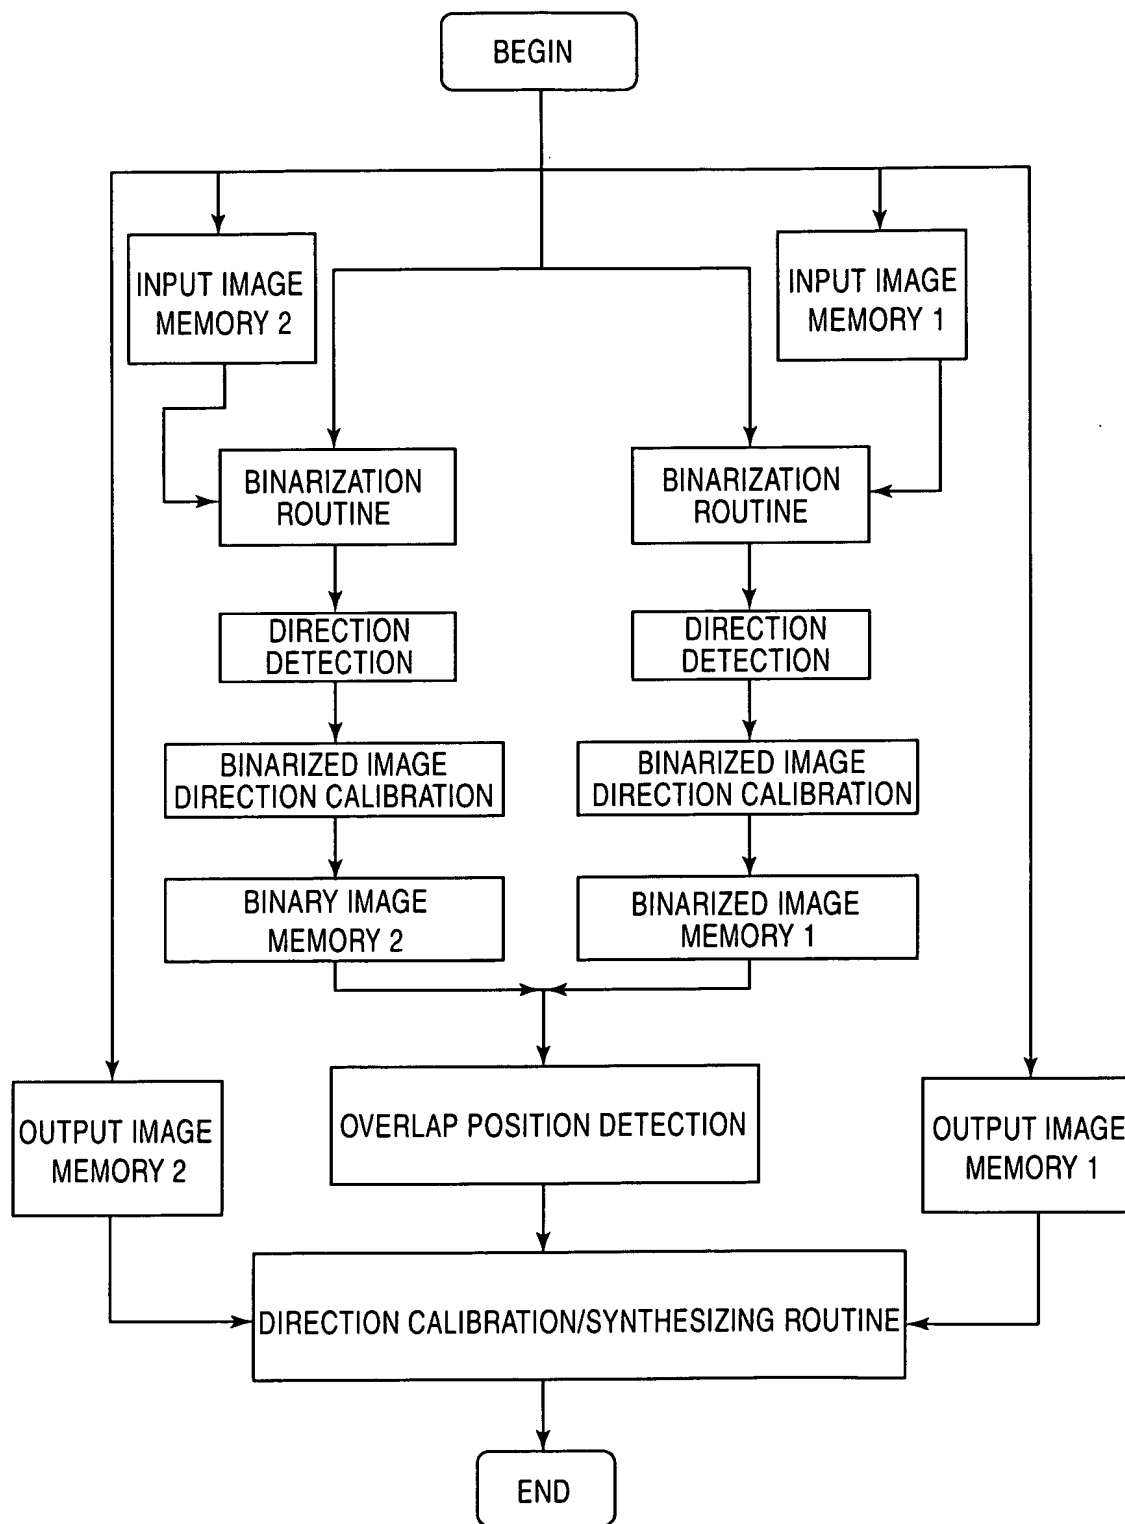 BEGIN
INPUT IMAGE
MEMORY 2
INPUT IMAGE
MEMORY 1
BINARIZATION
ROUTINE
BINARIZATION
ROUTINE
DIRECTION
DETECTION
DIRECTION
DETECTION
BINARIZED IMAGE
DIRECTION CALIBRATION
BINARIZED IMAGE
DIRECTION CALIBRATION
BINARY IMAGE
MEMORY 2
BINARIZED IMAGE
MEMORY 1
OUTPUT IMAGE
MEMORY 2
OVERLAP POSITION DETECTION
OUTPUT IMAGE
MEMORY 1
DIRECTION CALIBRATION/SYNTHESIZING ROUTINE
END